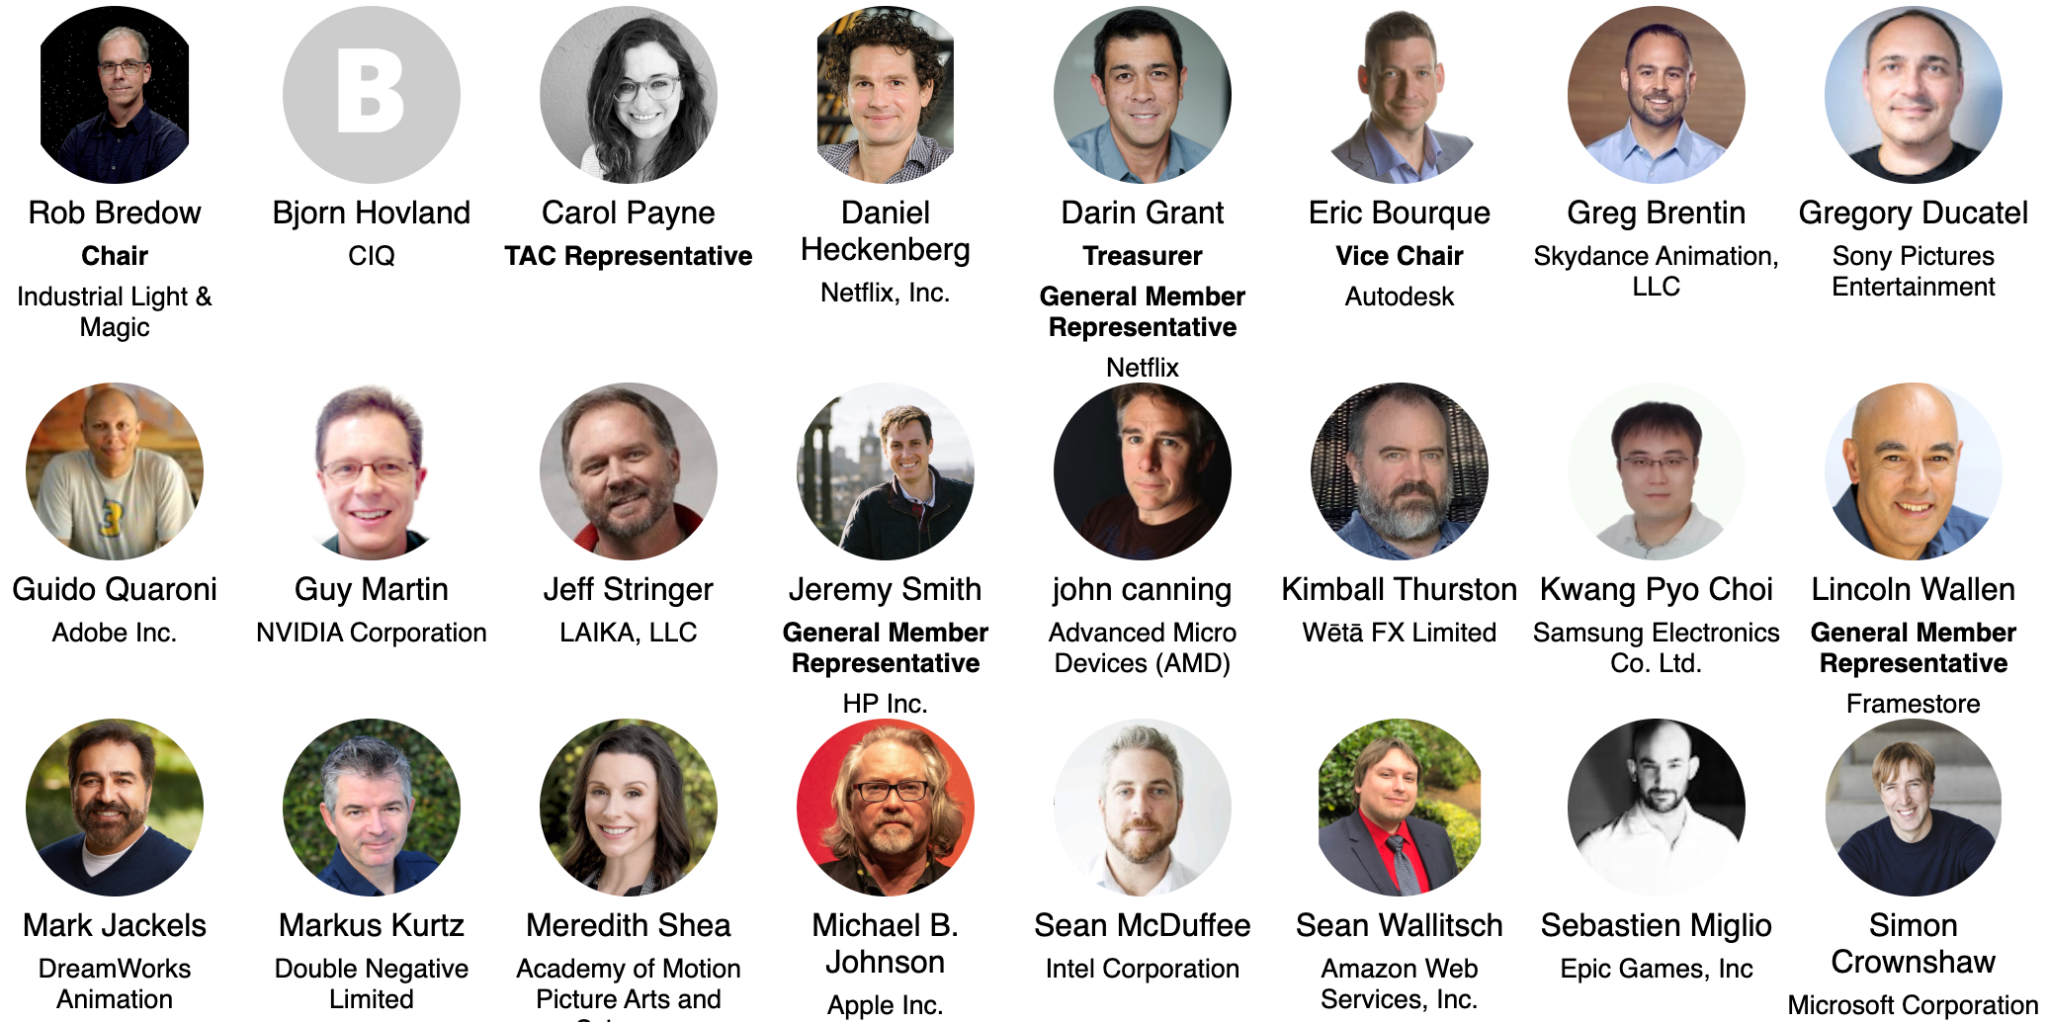 B
Rob Bredow
Chair
Industrial Light &
Magic
Bjorn Hovland
CIQ
Carol Payne
TAC Representative
Daniel
Heckenberg
Netflix, Inc.
Darin Grant
Treasurer
General Member
Representative
Netflix
Eric Bourque
Vice Chair
Autodesk
Greg Brentin
Skydance Animation,
LLC
Gregory Ducatel
Sony Pictures
Entertainment
3
Guido Quaroni
Adobe Inc.
Guy Martin
NVIDIA Corporation
Jeff Stringer
LAIKA, LLC
Jeremy Smith
General Member
Representative
HP Inc.
john canning
Advanced Micro
Devices (AMD)
Kimball Thurston
Wētā FX Limited
Kwang Pyo Choi
Samsung Electronics
Co. Ltd.
Lincoln Wallen
General Member
Representative
Framestore
Mark Jackels
DreamWorks
Animation
Markus Kurtz
Double Negative
Limited
Meredith Shea
Academy of Motion
Picture Arts and
Michael B.
Johnson
Apple Inc.
Sean McDuffee
Intel Corporation
Sean Wallitsch
Amazon Web
Services, Inc.
Sebastien Miglio
Epic Games, Inc
Simon
Crownshaw
Microsoft Corporation